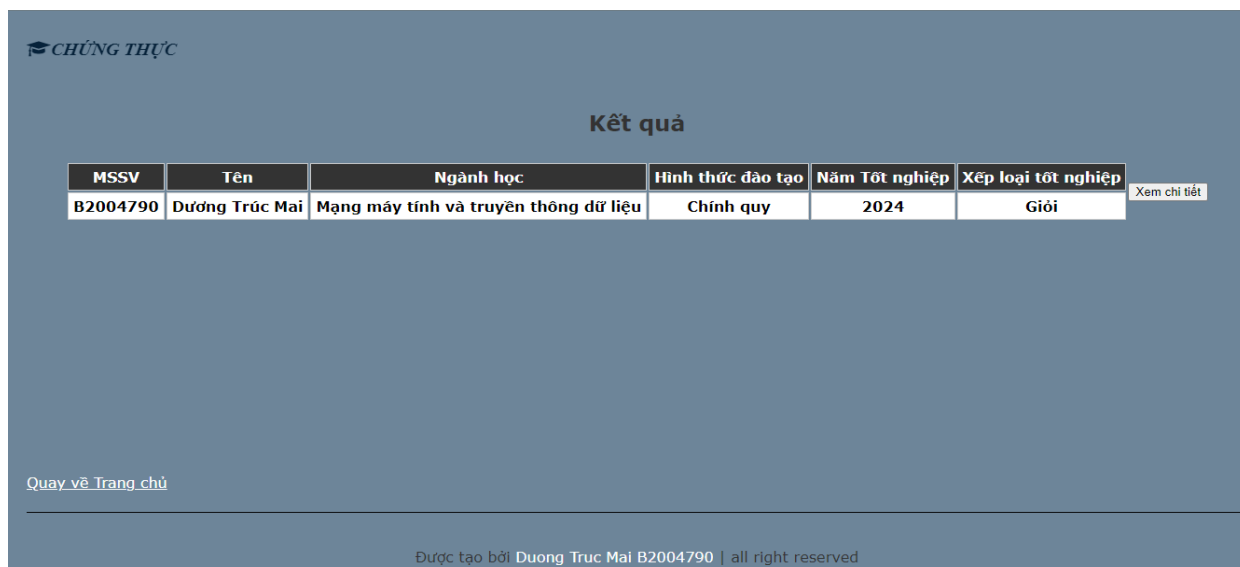 CHỨNG THỰC
Kết quả
MSSV Tên Ngành học Hình thức đào tạo Năm Tốt nghiệp Xếp loại tốt nghiệp
Xem chi tiết
B2004790 Dương Trúc Mai Mạng máy tính và truyền thông dữ liệu Chính quy 2024 Giỏi
Quay về Trang chủ
Được tạo bởi Duong Truc Mai B2004790 | all right reserved